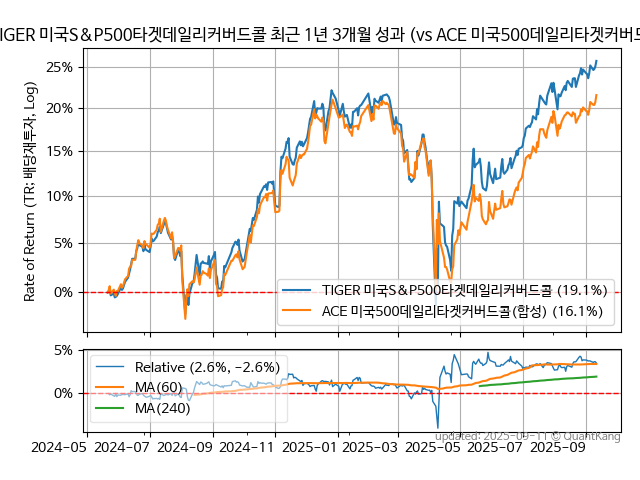 TIGER 미국S&P500타겟데일리커버드콜 최근 1년 3개월 성과 (vs ACE 미국500데일리타겟커버드
Rate of Return (TR: 배당재투자, Log)
25%
20%
15%
10%
5%
0%
TIGER 미국S&P500타겟데일리커버드콜 (19.1%)
ACE 미국500데일리타겟커버드콜(합성) (16.1%)
5%
0%
Relative (2.6%, −2.6%)
MA(60)
MA(240)
2024-05 2024-07 2024-09 2024-11 2025-01 2025-03 2025-05 2025-07 2025-09
updated: 2025-09-11 © QuantKang